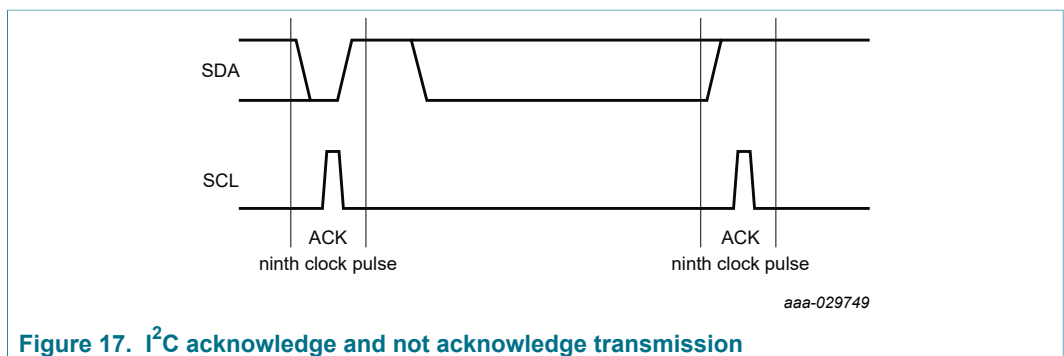 SDA
SCL
ACK
ninth clock pulse
ACK
ninth clock pulse
aaa-029749
Figure 17. I²C acknowledge and not acknowledge transmission